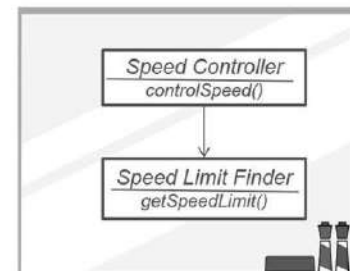 Speed Controller
controlSpeed()
Speed Limit Finder
getSpeedLimit()